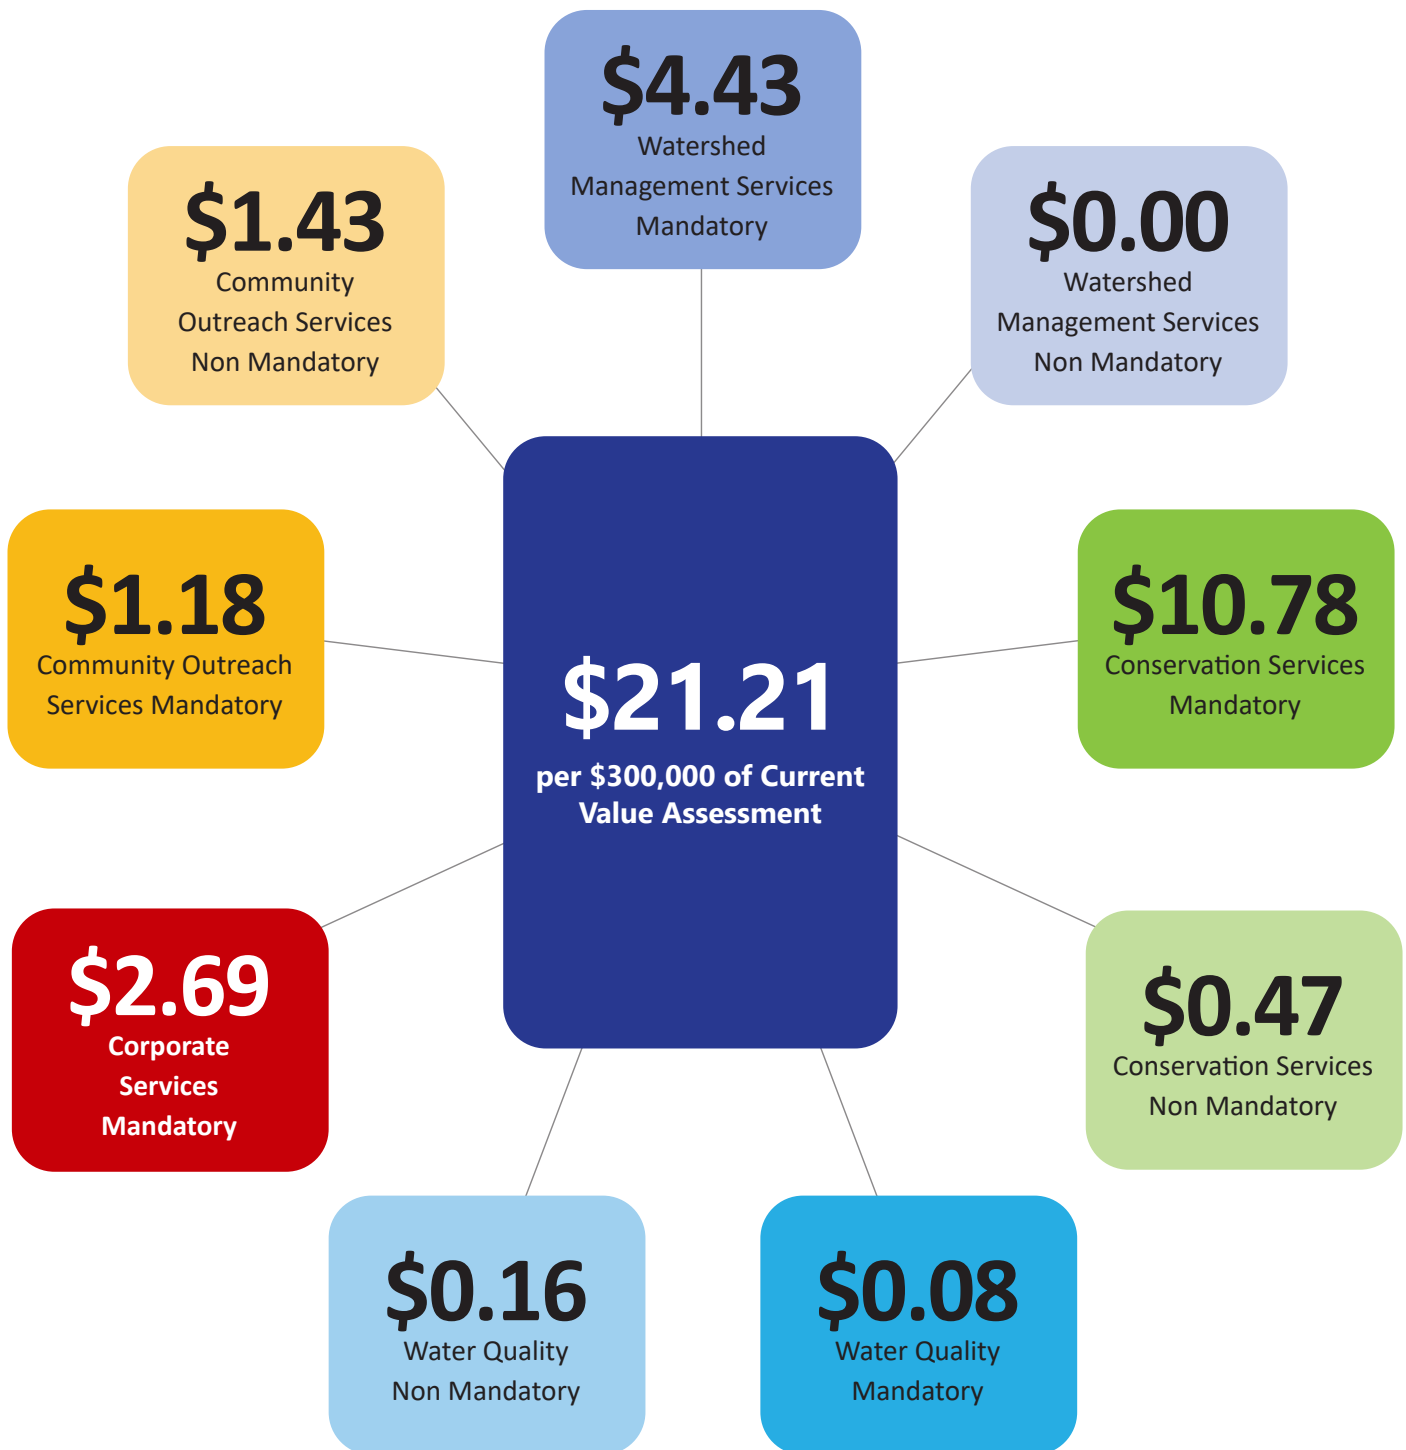 $4.43
Watershed
Management Services
Mandatory
$1.43
Community
Outreach Services
Non Mandatory
$0.00
Watershed
Management Services
Non Mandatory
$1.18
Community Outreach
Services Mandatory
$21.21
per $300,000 of Current
Value Assessment
$10.78
Conservation Services
Mandatory
$2.69
Corporate
Services
Mandatory
$0.47
Conservation Services
Non Mandatory
$0.16
Water Quality
Non Mandatory
$0.08
Water Quality
Mandatory